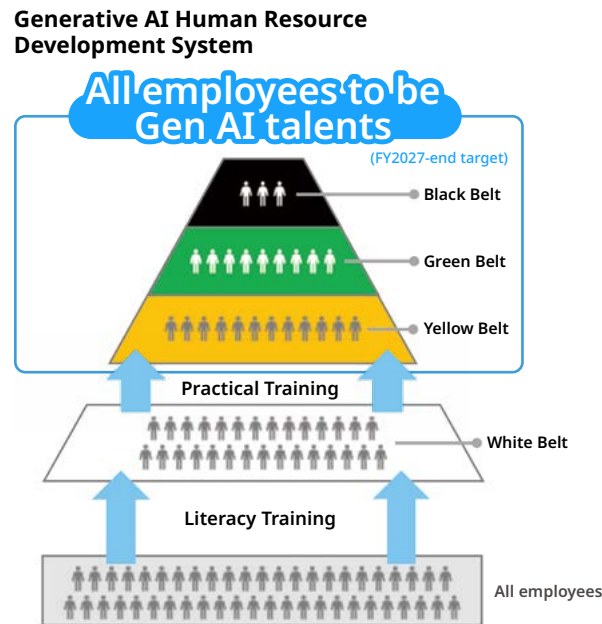 Generative AI Human Resource
Development System
All employees to be
Gen AI talents
(FY2027-end target)
Black Belt
Green Belt
Yellow Belt
Practical Training
White Belt
Literacy Training
All employees